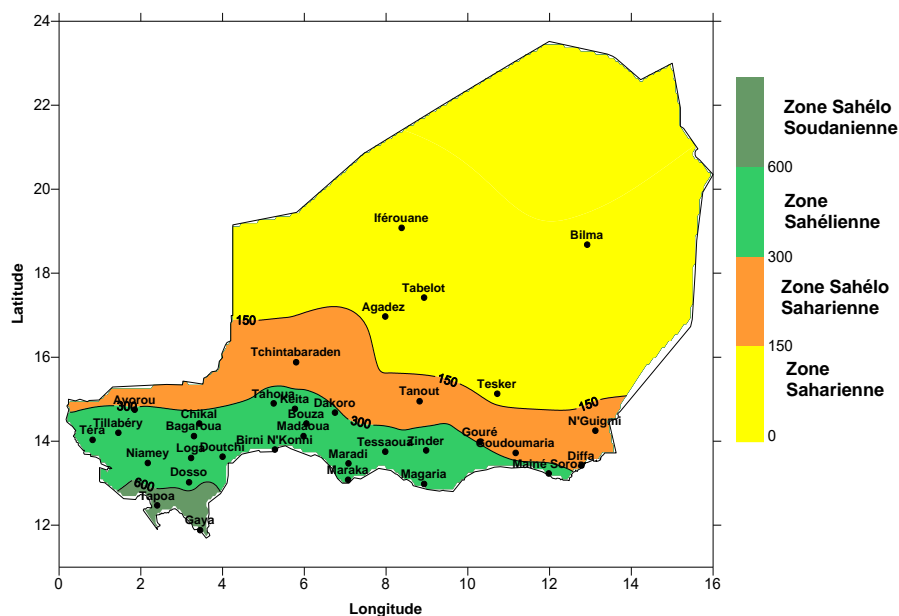 24
22
20
18
16
14
12
Latitude
0
2
4
6
8
10
12
14
16
Longitude
Iférouane
Bilma
Tabelot
Agadez
150
Tchintabaraden
150
Tesker
Tanout
150
Ayorou
300
Tahoua
Keita
Dakoro
Chikal
Bouza
300
N'Guigmi
Tillabéry
Bagaroua
Madaoua
Gouré
Téra
Birni N'Konni
Tessaoua
Zinder
Goudoumaria
Niamey
Loga
Doutchi
Maradi
Diffa
Dosso
Maraka
Magaria
Mainé Soroa
600
Tapoa
Gaya
Zone Sahélo
Soudanienne
600
Zone
Sahélienne
300
Zone Sahélo
Saharienne
150
Zone
Saharienne
0